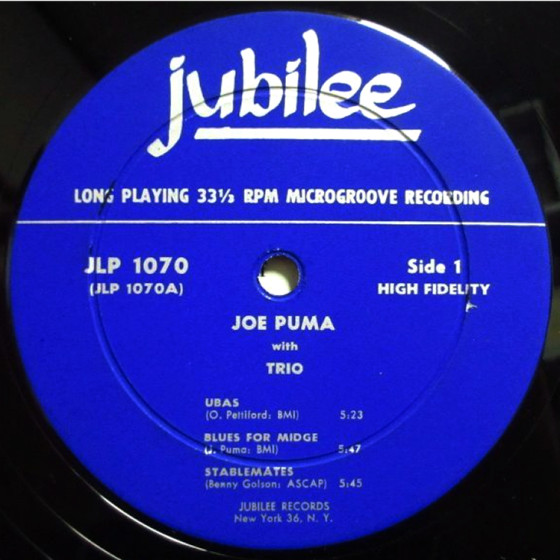 jubilee
LONG PLAYING 33⅓ RPM MICROGROOVE RECORDING
JLP 1070
(JLP 1070A)
Side 1
HIGH FIDELITY
JOE PUMA
with
TRIO
UBAS
(O. Pettiford: BMI) 5:23
BLUES FOR MIDGE
(J. Puma: BMI) 5:47
STABLEMATES
(Benny Golson: ASCAP) 5:45
JUBILEE RECORDS
New York 36, N. Y.